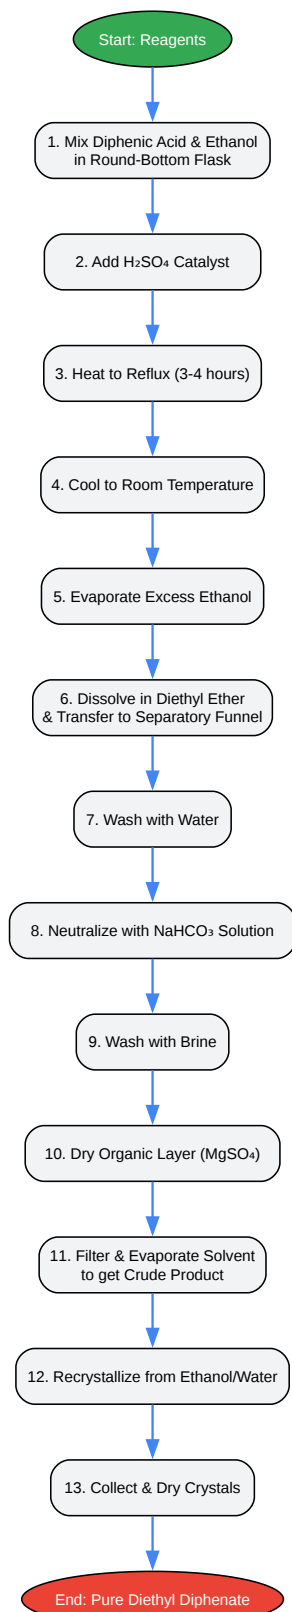 Start: Reagents
1. Mix Diphenic Acid & Ethanol
in Round-Bottom Flask
2. Add H₂SO₄ Catalyst
3. Heat to Reflux (3-4 hours)
4. Cool to Room Temperature
5. Evaporate Excess Ethanol
6. Dissolve in Diethyl Ether
& Transfer to Separatory Funnel
7. Wash with Water
8. Neutralize with NaHCO₃ Solution
9. Wash with Brine
10. Dry Organic Layer (MgSO₄)
11. Filter & Evaporate Solvent
to get Crude Product
12. Recrystallize from Ethanol/Water
13. Collect & Dry Crystals
End: Pure Diethyl Diphenate